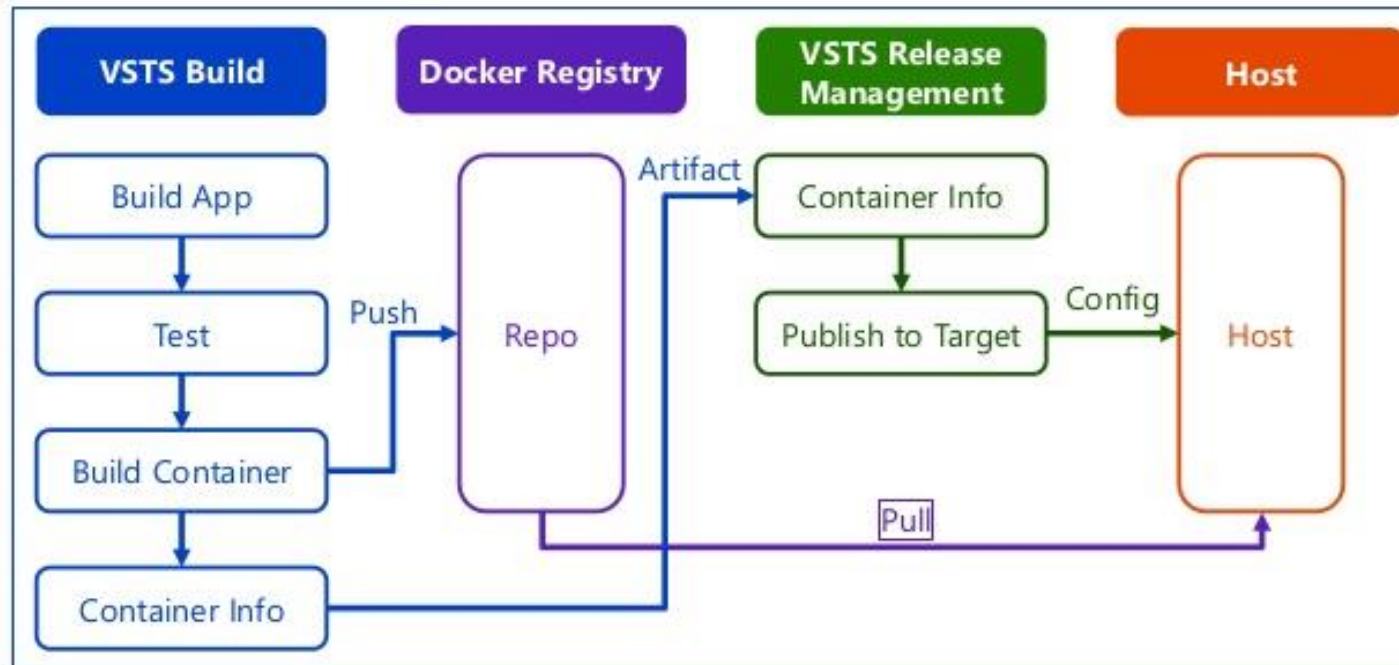 VSTS Build
Docker Registry
VSTS Release
Management
Host
Build App
Test
Build Container
Container Info
Push
Repo
Artifact
Container Info
Publish to Target
Config
Host
Pull